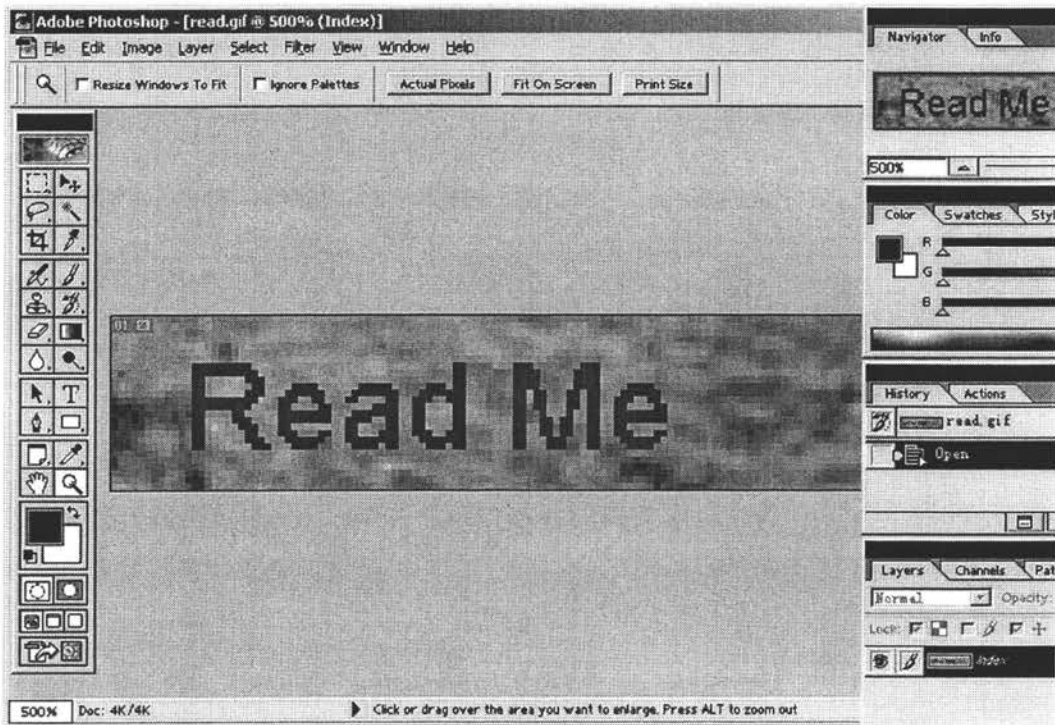 Adobe Photoshop - [read.gif @ 500% (Index)]
File Edit Image Layer Select Filter View Window Help
Resize Windows To Fit Ignore Palettes Actual Pixels Fit On Screen Print Size
Navigator Info
Read Me
500%
Color Swatches Styl
R
G
B
01
Read Me
T
History Actions
read.gif
Open
Layers Channels Pat
Normal Opacity:
Lock:
Index
500% Doc: 4K/4K Click or drag over the area you want to enlarge. Press ALT to zoom out